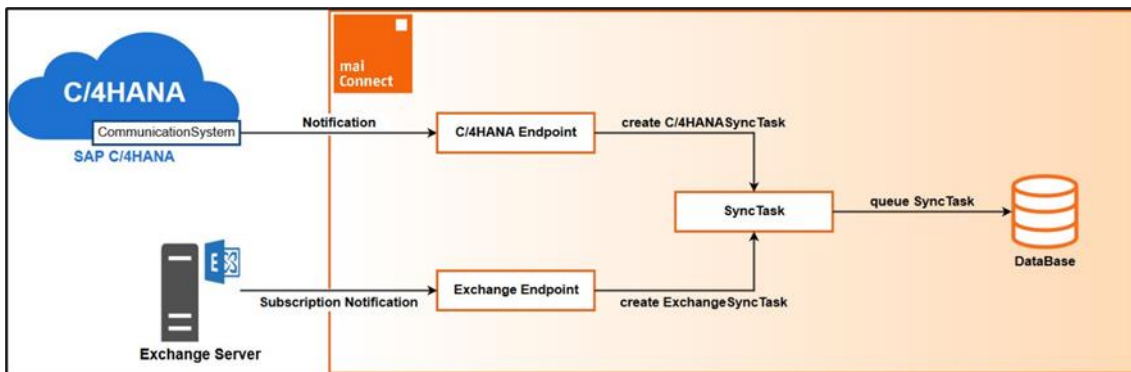 C/4HANA
CommunicationSystem
SAP C/4HANA
mai
Connect
Notification
C/4HANA Endpoint
create C/4HANASyncTask
SyncTask
queue SyncTask
DataBase
E
Subscription Notification
Exchange Endpoint
create ExchangeSyncTask
Exchange Server